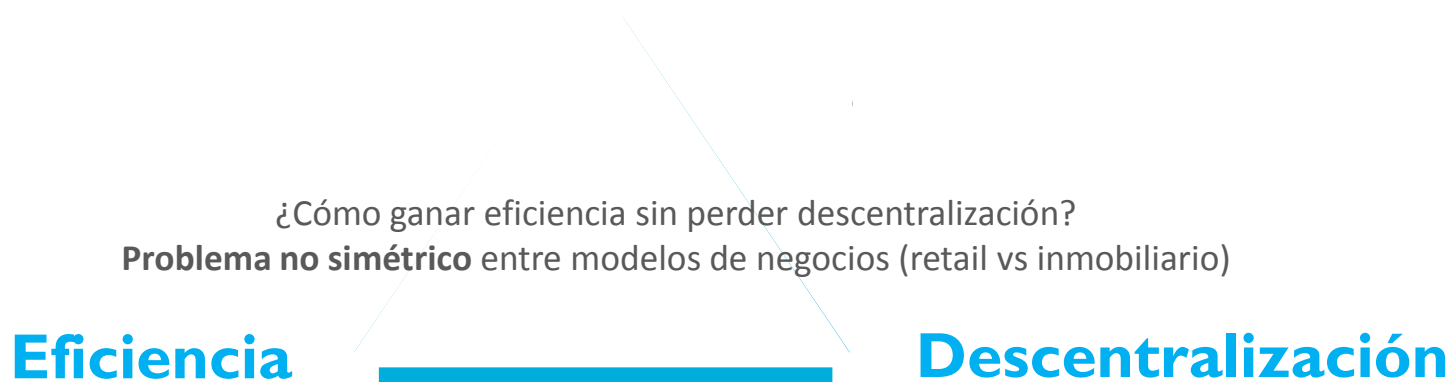 ¿Cómo ganar eficiencia sin perder descentralización?
Problema no simétrico entre modelos de negocios (retail vs inmobiliario)
Eficiencia
Descentralización